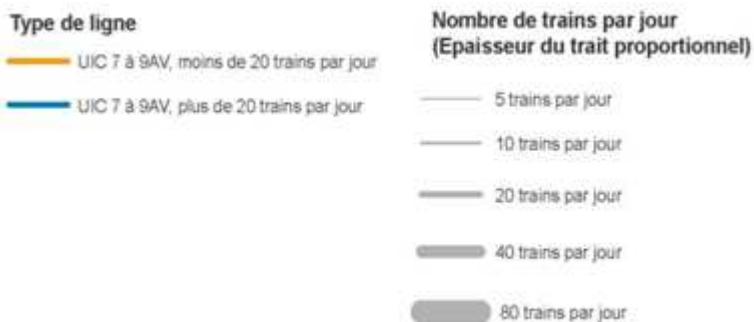 Type de ligne
UIC 7 à 9AV, moins de 20 trains par jour
UIC 7 à 9AV, plus de 20 trains par jour
Nombre de trains par jour
(Epaisseur du trait proportionnel)
5 trains par jour
10 trains par jour
20 trains par jour
40 trains par jour
80 trains par jour